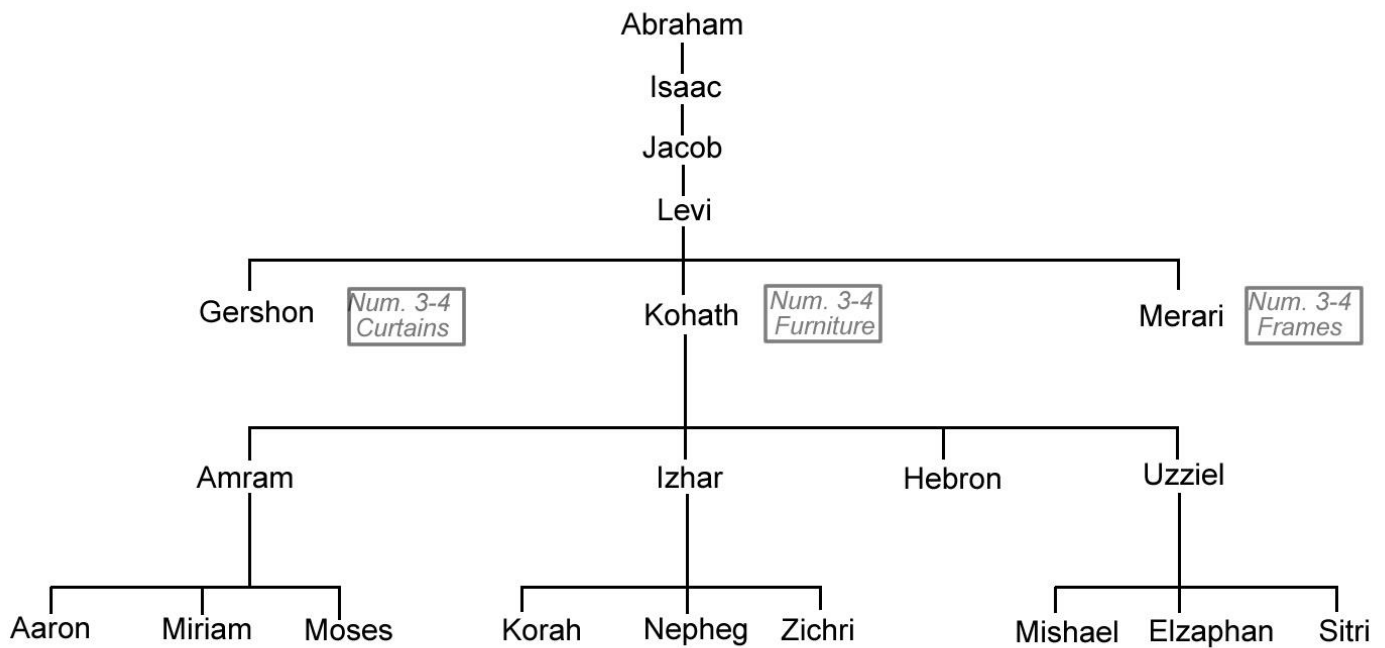 Abraham
Isaac
Jacob
Levi
Gershon
Num. 3-4
Curtains
Kohath
Num. 3-4
Furniture
Merari
Num. 3-4
Frames
Amram
Izhar
Hebron
Uzziel
Aaron
Miriam
Moses
Korah
Nepheg
Zichri
Mishael
Elzaphan
Sitri